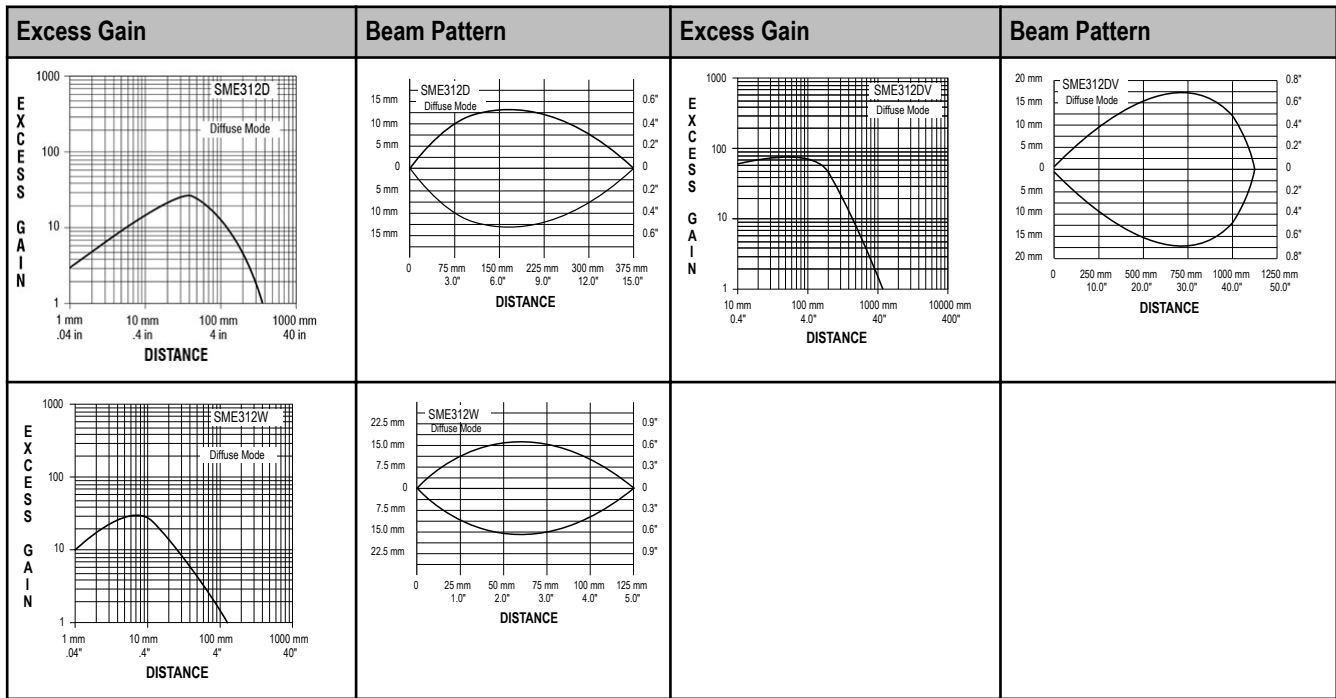 Excess Gain
Beam Pattern
Excess Gain
Beam Pattern
EXCESS GAIN
1000
100
10
1
SME312D
Diffuse Mode
1 mm 10 mm 100 mm 1000 mm
.04 in .4 in 4 in 40 in
DISTANCE
SME312D
Diffuse Mode
15 mm
10 mm
5 mm
0
5 mm
10 mm
15 mm
0.6"
0.4"
0.2"
0
0.2"
0.4"
0.6"
0 75 mm 150 mm 225 mm 300 mm 375 mm
3.0" 6.0" 9.0" 12.0" 15.0"
DISTANCE
EXCESS GAIN
1000
100
10
1
SME312DV
Diffuse Mode
10 mm 100 mm 1000 mm 10000 mm
0.4" 4.0" 40" 400"
DISTANCE
SME312DV
Diffuse Mode
20 mm
15 mm
10 mm
5 mm
0
5 mm
10 mm
15 mm
20 mm
0.8"
0.6"
0.4"
0.2"
0
0.2"
0.4"
0.6"
0.8"
0 250 mm 500 mm 750 mm 1000 mm 1250 mm
10.0" 20.0" 30.0" 40.0" 50.0"
DISTANCE
EXCESS GAIN
1000
100
10
1
SME312W
Diffuse Mode
1 mm 10 mm 100 mm 1000 mm
.04" .4" 4" 40"
DISTANCE
SME312W
Diffuse Mode
22.5 mm
15.0 mm
7.5 mm
0
7.5 mm
15.0 mm
22.5 mm
0.9"
0.6"
0.3"
0
0.3"
0.6"
0.9"
0 25 mm 50 mm 75 mm 100 mm 125 mm
1.0" 2.0" 3.0" 4.0" 5.0"
DISTANCE